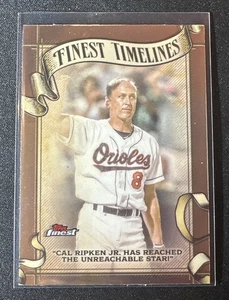 FINEST TIMELINES
Orioles
8
Topps
finest
"CAL RIPKEN JR. HAS REACHED
THE UNREACHABLE STAR!"